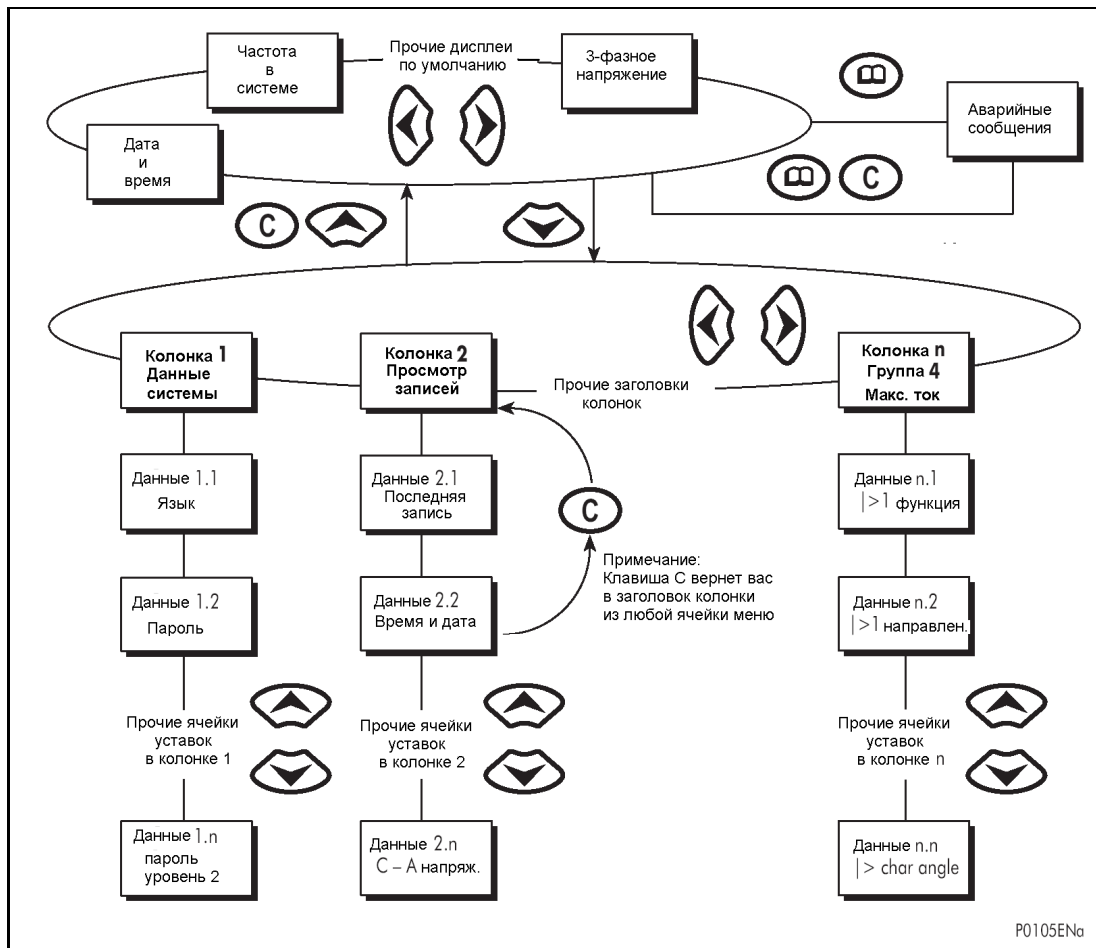 Частота
в
системе
Прочие дисплеи
по умолчанию
3-фазное
напряжение
Дата
и
время
Аварийные
сообщения
C
C
Колонка 1
Данные
системы
Колонка 2
Просмотр
записей
Прочие заголовки
колонок
Колонка n
Группа 4
Макс. ток
Данные 1.1
Язык
Данные 2.1
Последняя
запись
C
Данные n.1
|>1 функция
Данные 1.2
Пароль
Данные 2.2
Время и дата
Примечание:
Клавиша С вернет вас
в заголовок колонки
из любой ячейки меню
Данные n.2
|>1 направлен.
Прочие ячейки
уставок
в колонке 1
Прочие ячейки
уставок
в колонке 2
Прочие ячейки
уставок
в колонке n
Данные 1.n
пароль
уровень 2
Данные 2.n
C – A напряж.
Данные n.n
|> char angle
P0105ENa